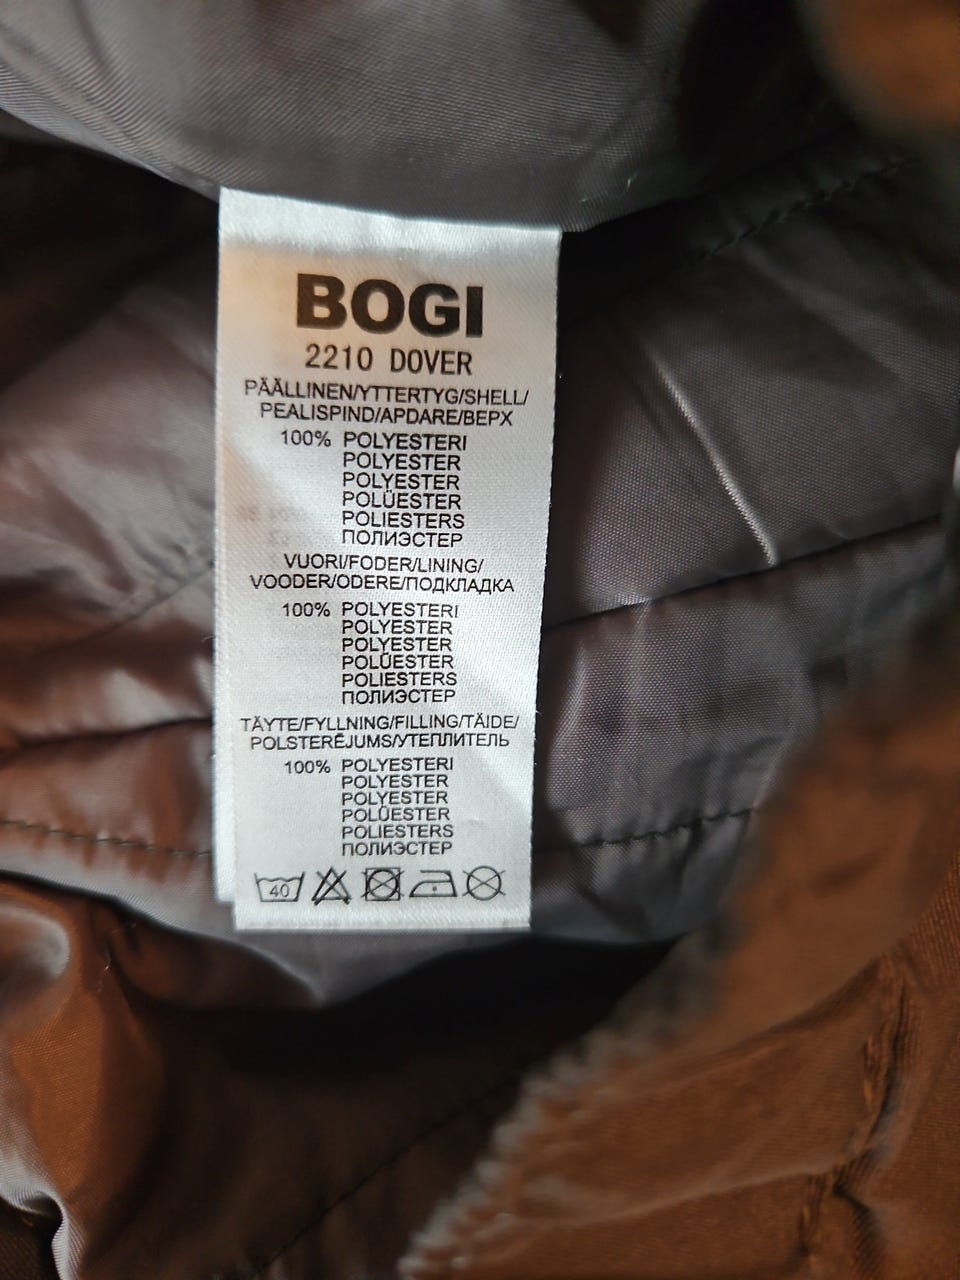 BOGI
2210 DOVER
PÄÄLLINEN/YTTERTYG/SHELL/
PEALISPIND/APDARE/ВЕРХ
100% POLYESTERI
POLYESTER
POLYESTER
POLÜESTER
POLIESTERS
ПОЛИЭСТЕР
VUORI/FODER/LINING/
VOODER/ODERE/ПОДКЛАДКА
100% POLYESTERI
POLYESTER
POLYESTER
POLÜESTER
POLIESTERS
ПОЛИЭСТЕР
TÄYTE/FYLLNING/FILLING/TÄIDE/
POLSTERĒJUMS/УТЕПЛИТЕЛЬ
100% POLYESTERI
POLYESTER
POLYESTER
POLÜESTER
POLIESTERS
ПОЛИЭСТЕР
40